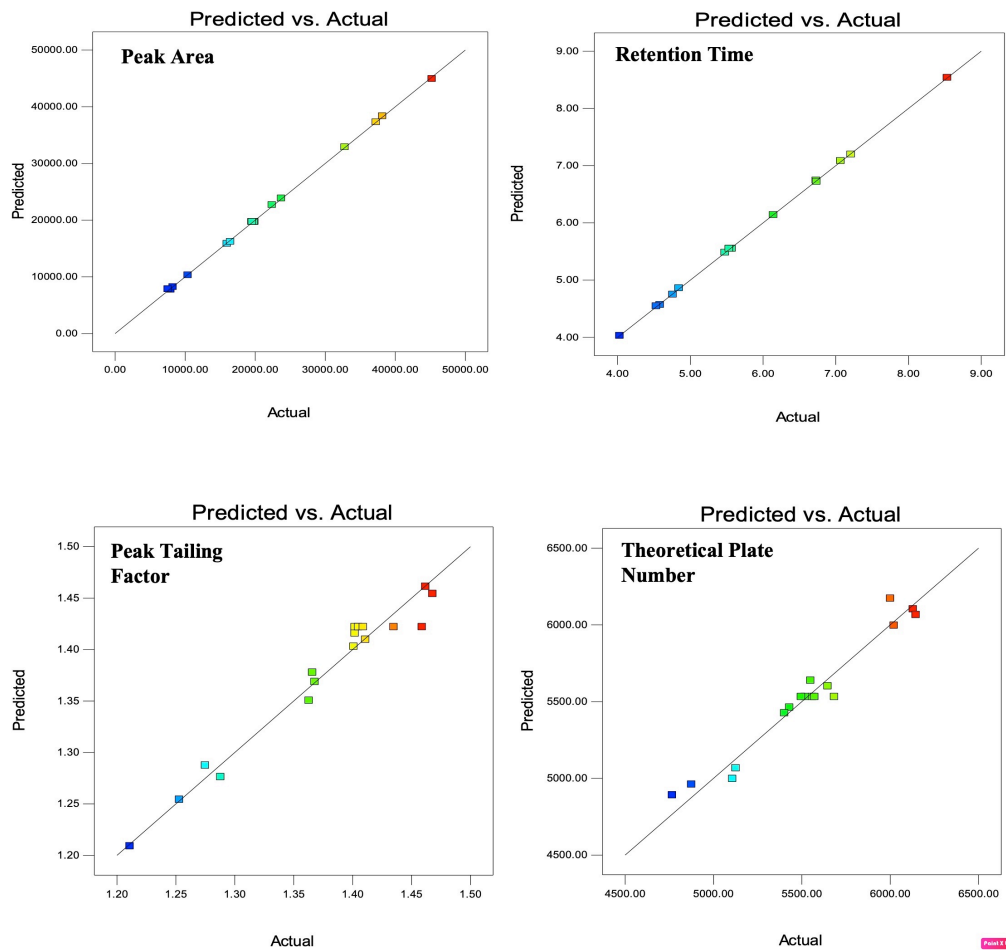 Predicted vs. Actual
Peak Area
50000.00
40000.00
30000.00
20000.00
10000.00
0.00
Predicted
0.00 10000.00 20000.00 30000.00 40000.00 50000.00
Actual
Predicted vs. Actual
Retention Time
9.00
8.00
7.00
6.00
5.00
4.00
Predicted
4.00 5.00 6.00 7.00 8.00 9.00
Actual
Predicted vs. Actual
Peak Tailing
Factor
1.50
1.45
1.40
1.35
1.30
1.25
1.20
Predicted
1.20 1.25 1.30 1.35 1.40 1.45 1.50
Actual
Predicted vs. Actual
Theoretical Plate
Number
6500.00
6000.00
5500.00
5000.00
4500.00
Predicted
4500.00 5000.00 5500.00 6000.00 6500.00
Actual